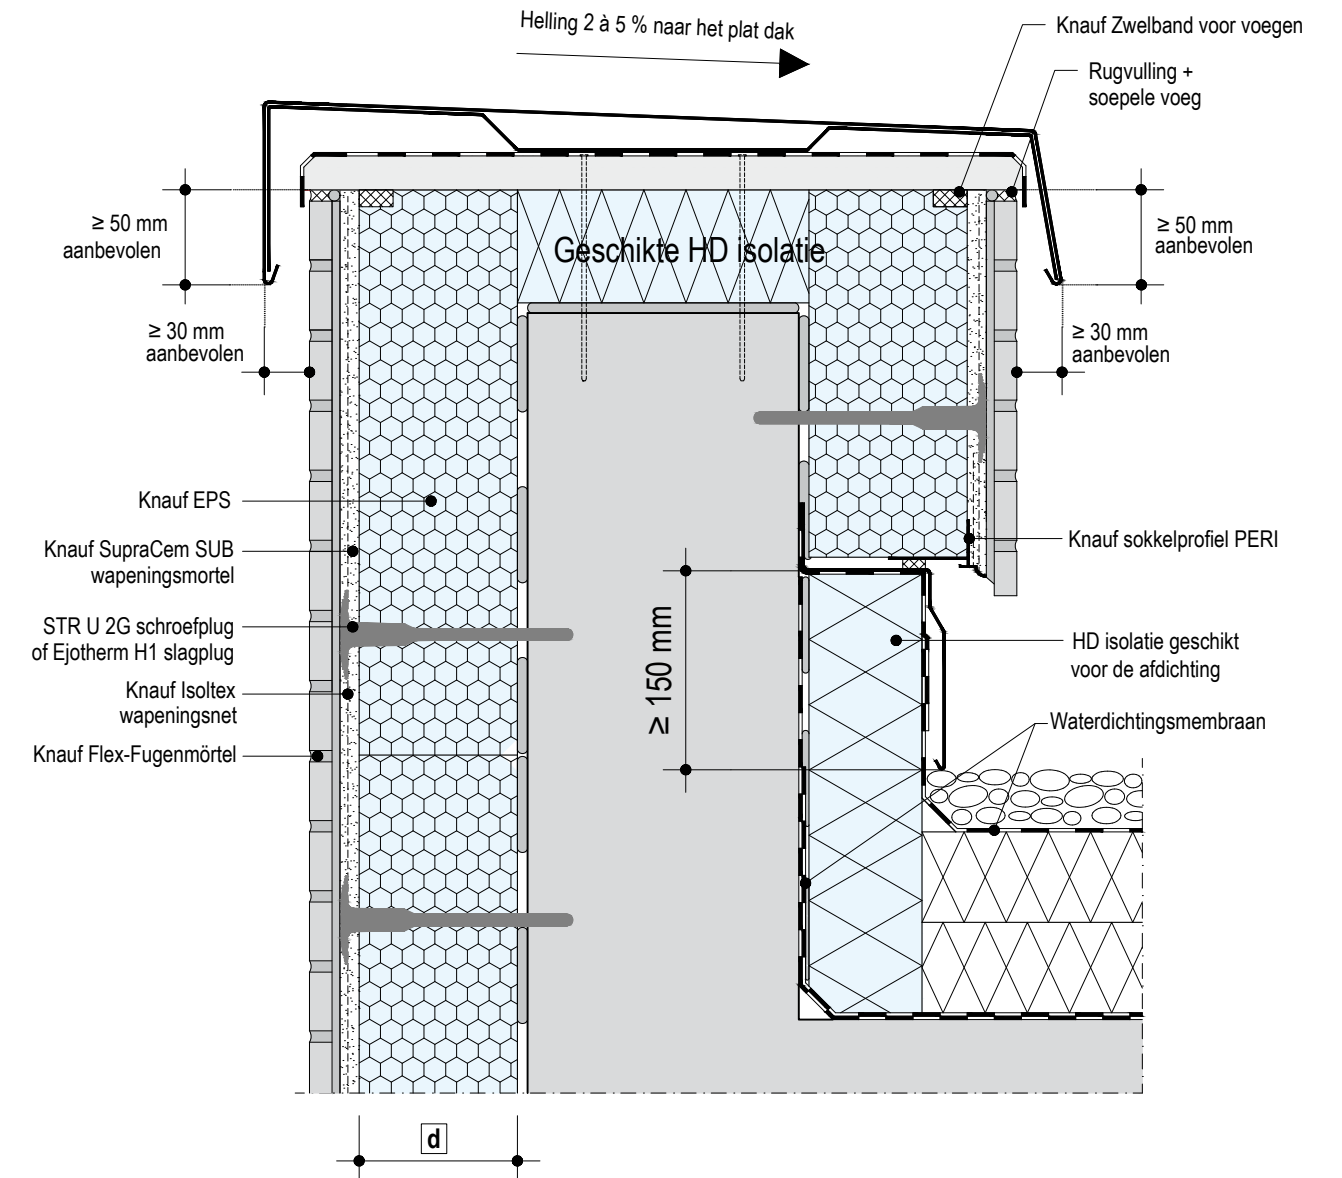 Helling 2 à 5 % naar het plat dak
Knauf Zwelband voor voegen
Rugvulling +
soepele voeg
≥ 50 mm
aanbevolen
≥ 50 mm
aanbevolen
Geschikte HD isolatie
≥ 30 mm
aanbevolen
≥ 30 mm
aanbevolen
Knauf EPS
Knauf SupraCem SUB
wapeningsmortel
STR U 2G schroefplug
of Ejotherm H1 slagplug
Knauf Isoltex
wapeningsnet
Knauf Flex-Fugenmörtel
≥ 150 mm
Knauf sokkelprofiel PERI
HD isolatie geschikt
voor de afdichting
Waterdichtingsmembraan
d